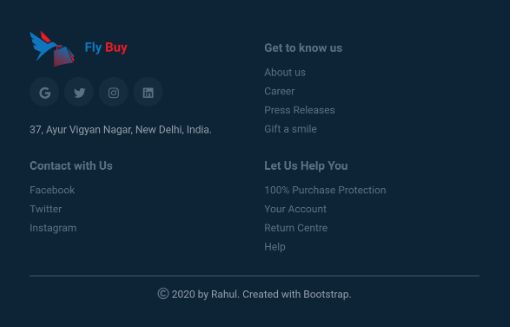 Fly Buy
37, Ayur Vigyan Nagar, New Delhi, India.
Get to know us
About us
Career
Press Releases
Gift a smile
Contact with Us
Facebook
Twitter
Instagram
Let Us Help You
100% Purchase Protection
Your Account
Return Centre
Help
© 2020 by Rahul. Created with Bootstrap.